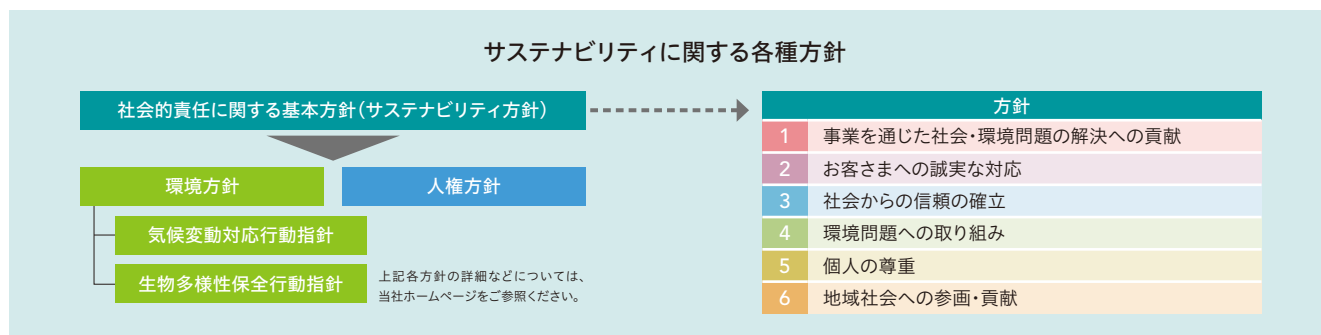 サステナビリティに関する各種方針
社会的責任に関する基本方針(サステナビリティ方針)
環境方針
人権方針
気候変動対応行動指針
生物多様性保全行動指針
上記各方針の詳細などについては、
当社ホームページをご参照ください。
方針
1 事業を通じた社会・環境問題の解決への貢献
2 お客さまへの誠実な対応
3 社会からの信頼の確立
4 環境問題への取り組み
5 個人の尊重
6 地域社会への参画・貢献